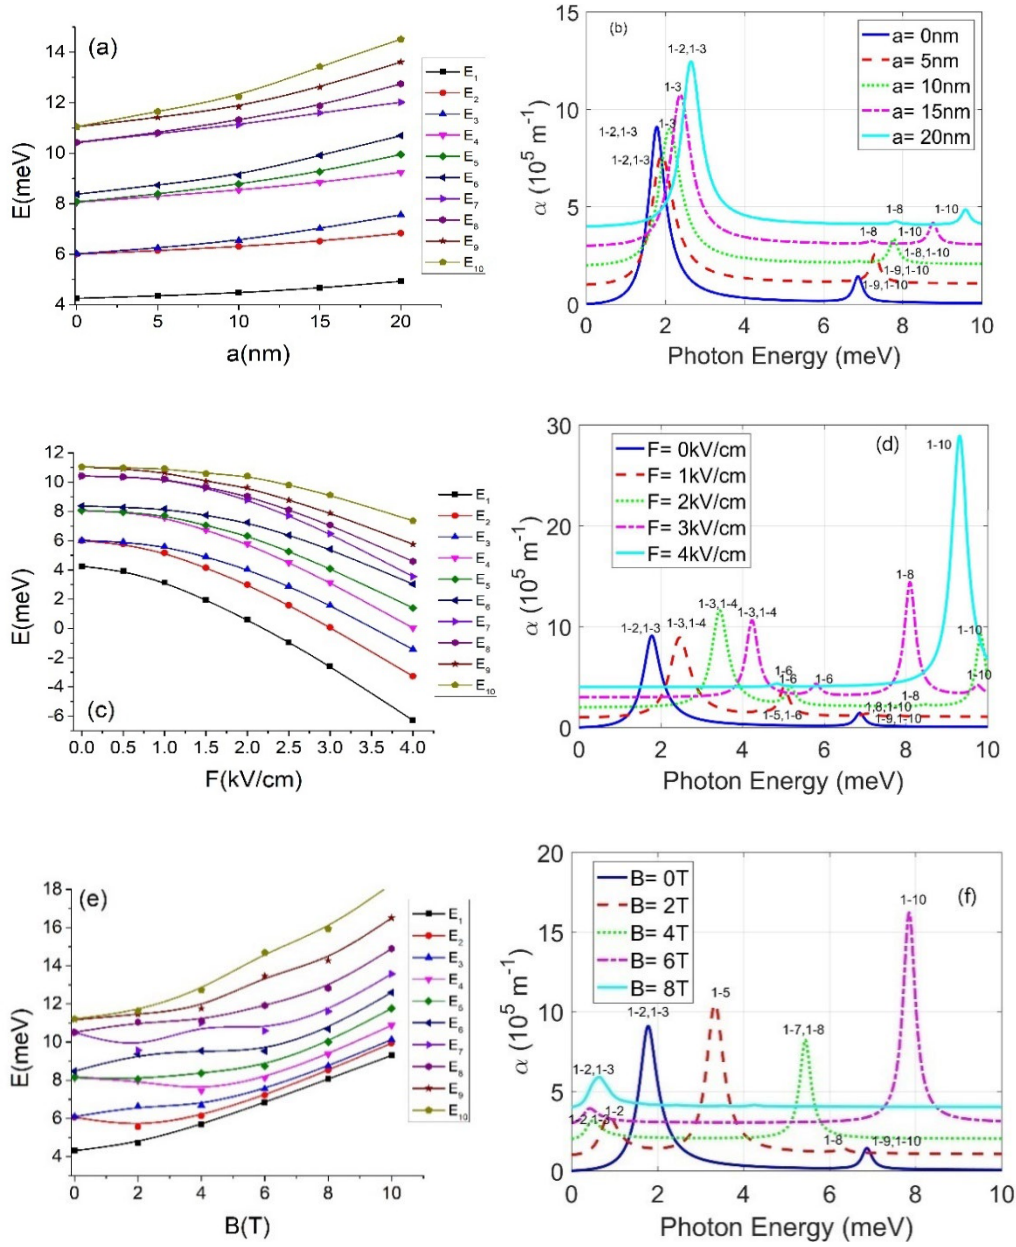 (a)
E(meV)
14
12
10
8
6
4
0
5
10
15
20
a(nm)
E₁
E₂
E₃
E₄
E₅
E₆
E₇
E₈
E₉
E₁₀
(b)
α (10⁵ m⁻¹)
15
10
5
0
0
2
4
6
8
10
Photon Energy (meV)
a= 0nm
a= 5nm
a= 10nm
a= 15nm
a= 20nm
1-2,1-3
1-3
1-2,1-3
1-3
1-2,1-3
1-8
1-10
1-8
1-10
1-8,1-10
1-9,1-10
1-9,1-10
(c)
E(meV)
12
10
8
6
4
2
0
-2
-4
-6
0.0
0.5
1.0
1.5
2.0
2.5
3.0
3.5
4.0
F(kV/cm)
E₁
E₂
E₃
E₄
E₅
E₆
E₇
E₈
E₉
E₁₀
(d)
α (10⁵ m⁻¹)
30
20
10
0
0
2
4
6
8
10
Photon Energy (meV)
F= 0kV/cm
F= 1kV/cm
F= 2kV/cm
F= 3kV/cm
F= 4kV/cm
1-10
1-8
1-2,1-3
1-3,1-4
1-3,1-4
1-3,1-4
1-10
1-6
1-6
1-6
1-10
1-8
1-5,1-6
1,8,1-10
1-9,1-10
(e)
E(meV)
18
16
14
12
10
8
6
4
0
2
4
6
8
10
B(T)
E₁
E₂
E₃
E₄
E₅
E₆
E₇
E₈
E₉
E₁₀
(f)
α (10⁵ m⁻¹)
20
15
10
5
0
0
2
4
6
8
10
Photon Energy (meV)
B= 0T
B= 2T
B= 4T
B= 6T
B= 8T
1-10
1-5
1-2,1-3
1-7,1-8
1-2,1-3
1-2
1-8
1-9,1-10